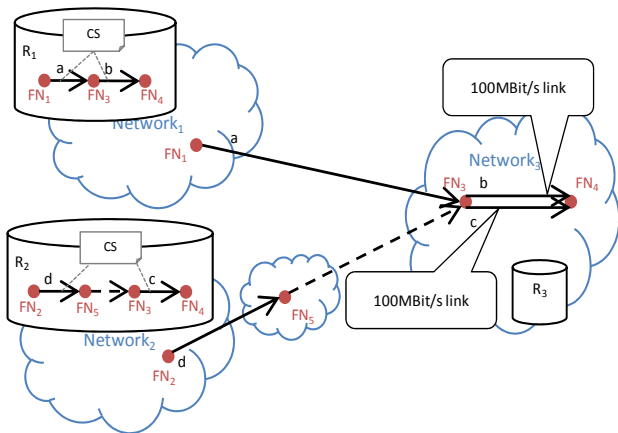 CS
R1
a
b
FN1
FN3
FN4
Network1
FN1
a
100MBit/s link
Network3
FN3
b
FN4
c
CS
R2
d
c
FN2
FN5
FN3
FN4
100MBit/s link
R3
FN5
Network2
FN2
d